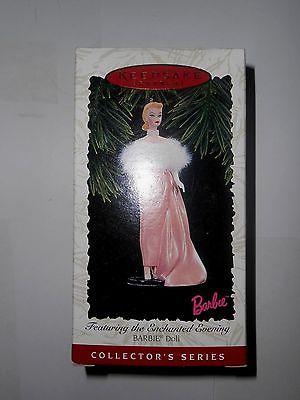 KEEPSAKE
Barbie
Featuring the Enchanted Evening
BARBIE® Doll
COLLECTOR'S SERIES